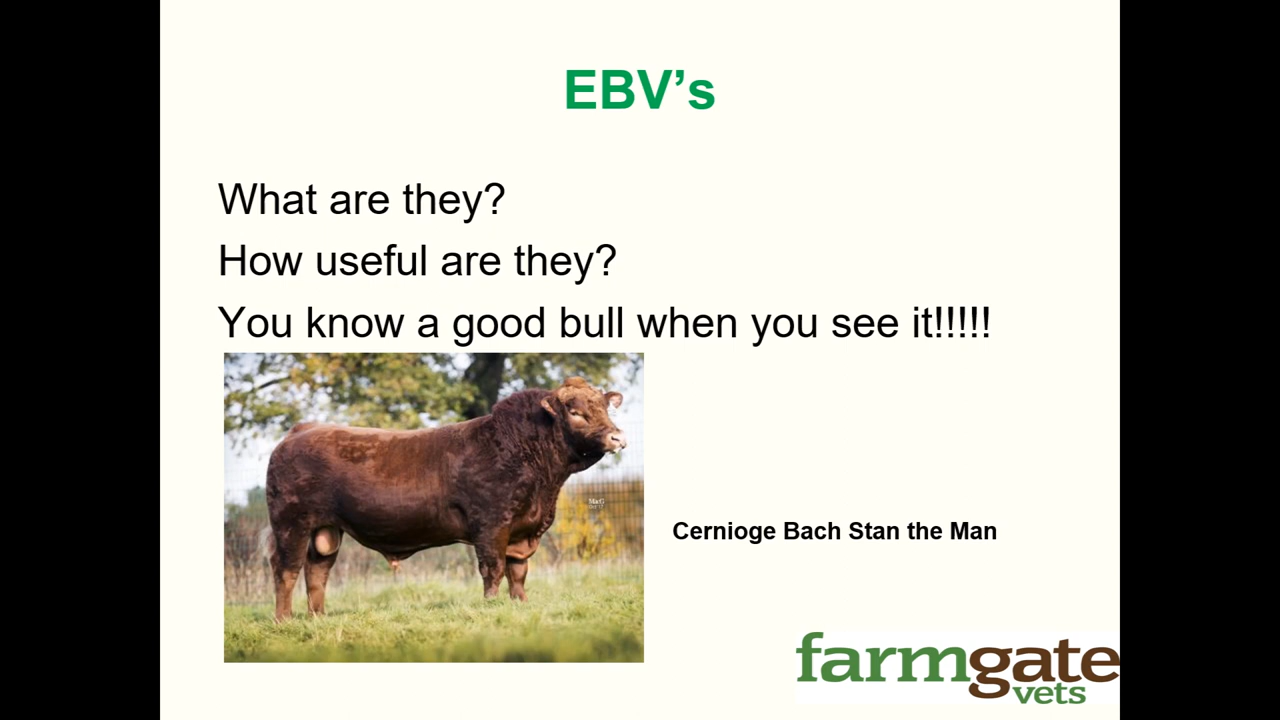 EBV’s
What are they?
How useful are they?
You know a good bull when you see it!!!!!
Cernioge Bach Stan the Man
farmgate
vets